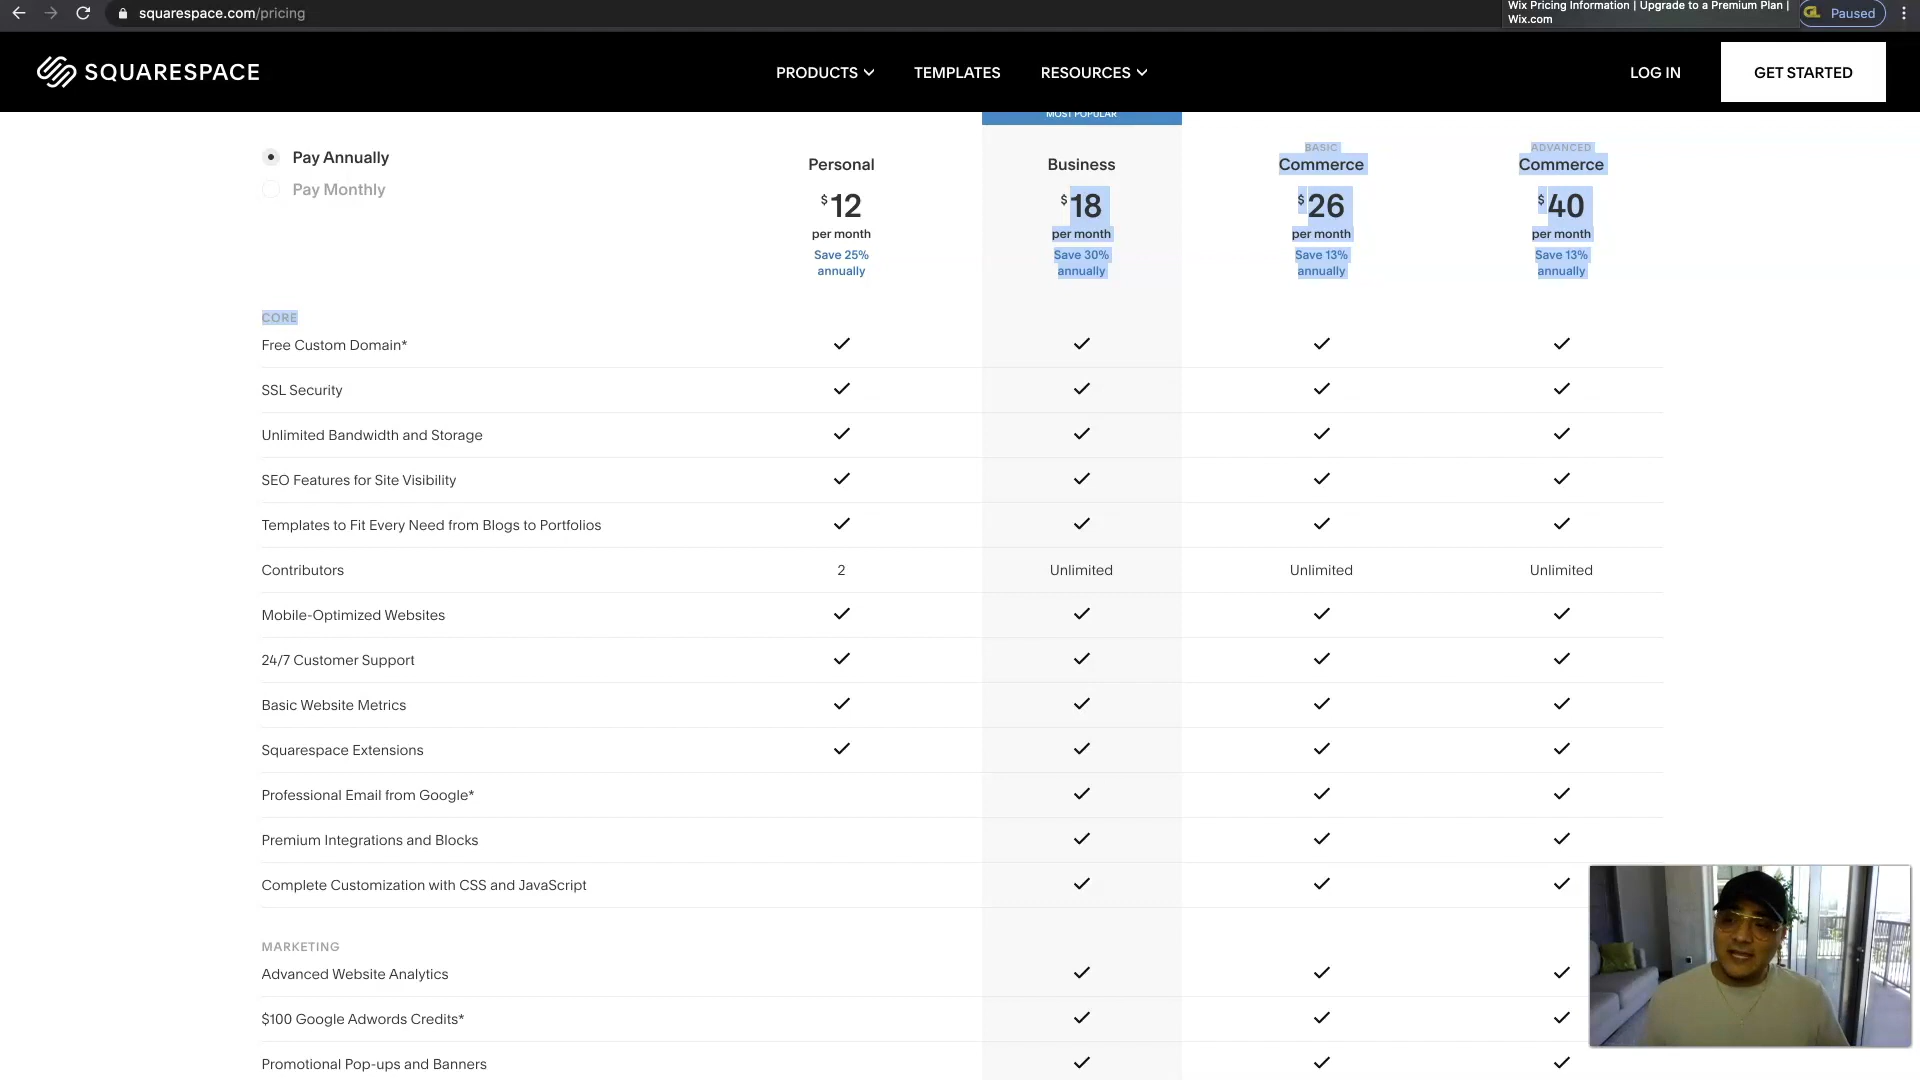 squarespace.com/pricing
Wix Pricing Information | Upgrade to a Premium Plan |
Wix.com
GL
Paused
SQUARESPACE
PRODUCTS
TEMPLATES
RESOURCES
LOG IN
GET STARTED
MOST POPULAR
Pay Annually
Pay Monthly
Personal
$12
per month
Save 25%
annually
Business
$18
per month
Save 30%
annually
BASIC
Commerce
$26
per month
Save 13%
annually
ADVANCED
Commerce
$40
per month
Save 13%
annually
CORE
Free Custom Domain*
SSL Security
Unlimited Bandwidth and Storage
SEO Features for Site Visibility
Templates to Fit Every Need from Blogs to Portfolios
Contributors 2 Unlimited Unlimited Unlimited
Mobile-Optimized Websites
24/7 Customer Support
Basic Website Metrics
Squarespace Extensions
Professional Email from Google*
Premium Integrations and Blocks
Complete Customization with CSS and JavaScript
MARKETING
Advanced Website Analytics
$100 Google Adwords Credits*
Promotional Pop-ups and Banners